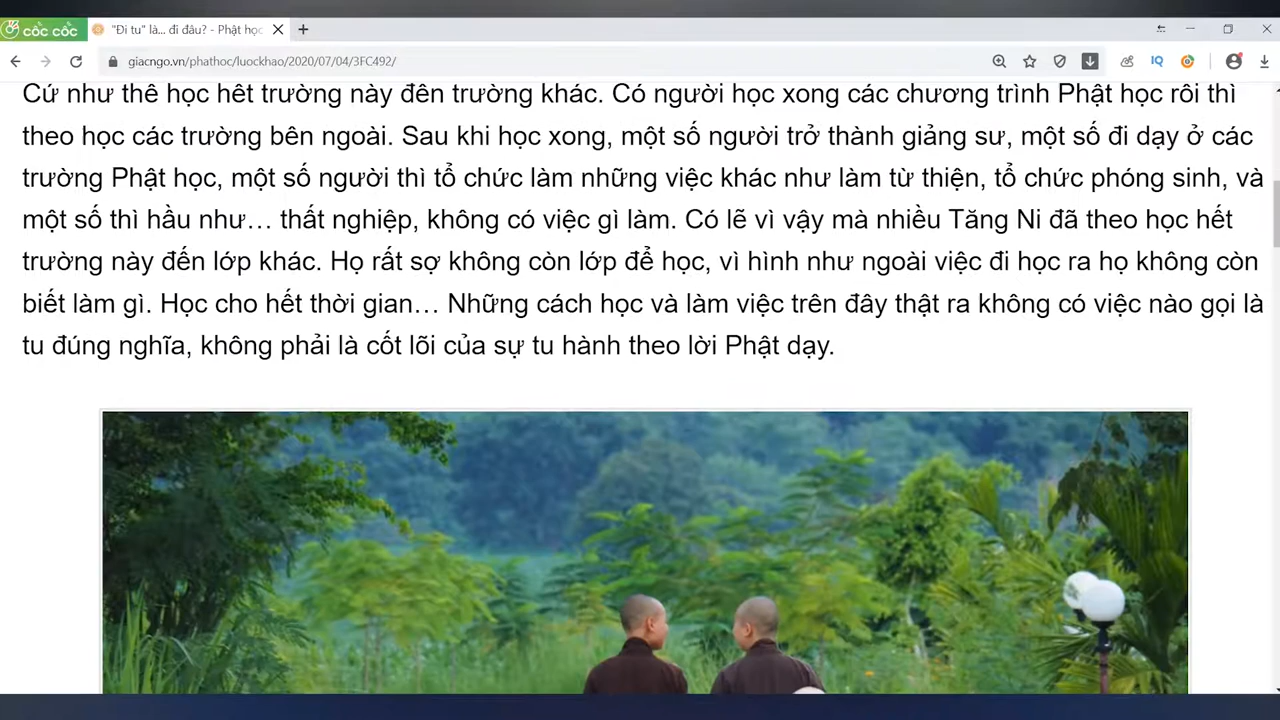 cốc cốc
"Đi tu" là... đi đâu? - Phật học
giacngo.vn/phathoc/luockhao/2020/07/04/3FC492/
IQ
Cứ như thế học hết trường này đến trường khác. Có người học xong các chương trình Phật học rồi thì
theo học các trường bên ngoài. Sau khi học xong, một số người trở thành giảng sư, một số đi dạy ở các
trường Phật học, một số người thì tổ chức làm những việc khác như làm từ thiện, tổ chức phóng sinh, và
một số thì hầu như… thất nghiệp, không có việc gì làm. Có lẽ vì vậy mà nhiều Tăng Ni đã theo học hết
trường này đến lớp khác. Họ rất sợ không còn lớp để học, vì hình như ngoài việc đi học ra họ không còn
biết làm gì. Học cho hết thời gian… Những cách học và làm việc trên đây thật ra không có việc nào gọi là
tu đúng nghĩa, không phải là cốt lõi của sự tu hành theo lời Phật dạy.